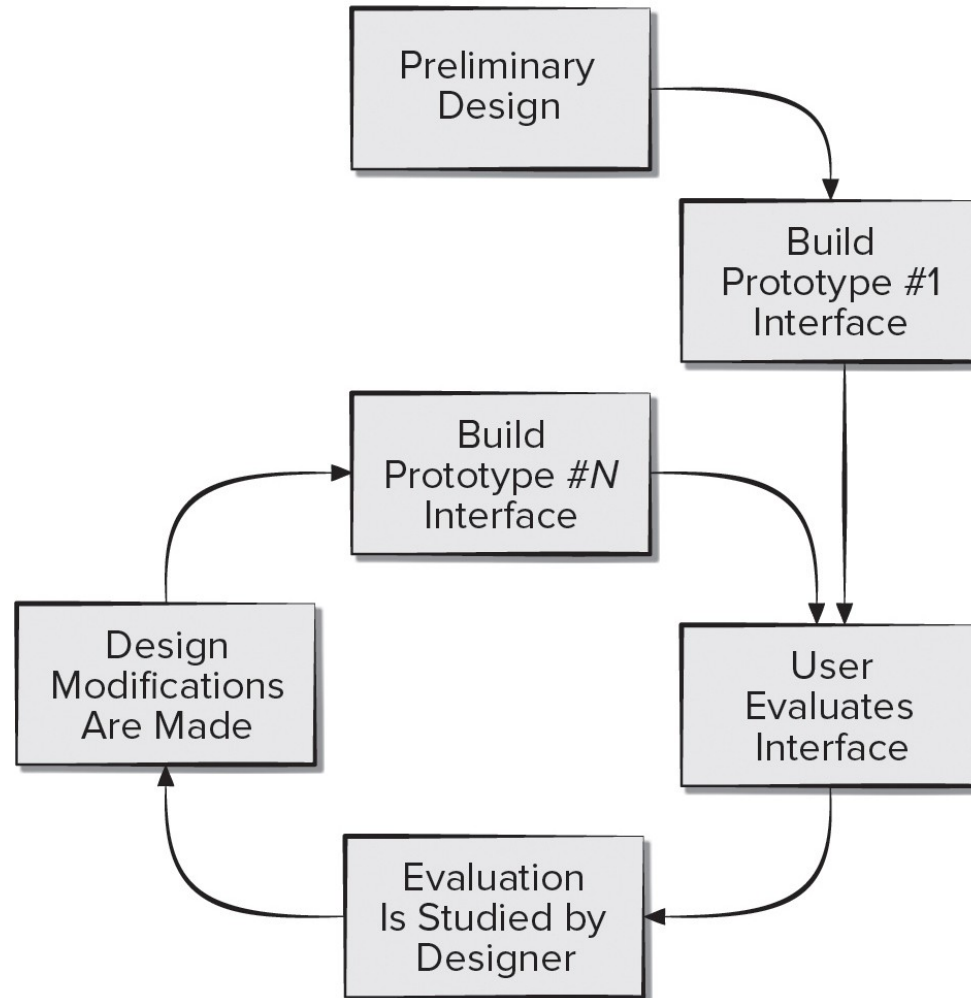 Preliminary
Design
Build
Prototype #1
Interface
Build
Prototype #N
Interface
Design
Modifications
Are Made
User
Evaluates
Interface
Evaluation
Is Studied by
Designer